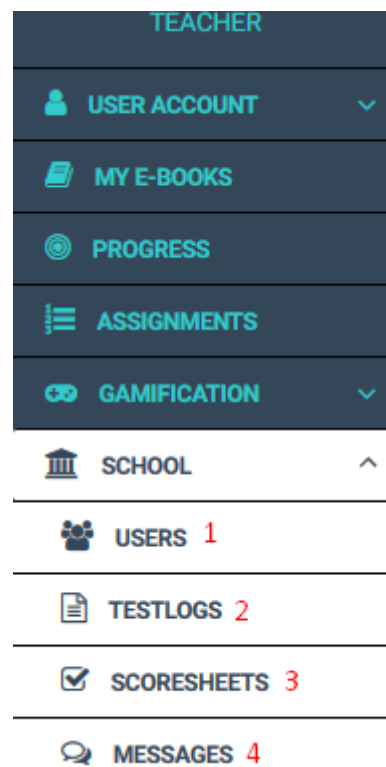 TEACHER
USER ACCOUNT
MY E-BOOKS
PROGRESS
ASSIGNMENTS
GAMIFICATION
SCHOOL
USERS 1
TESTLOGS 2
SCORESHEETS 3
MESSAGES 4